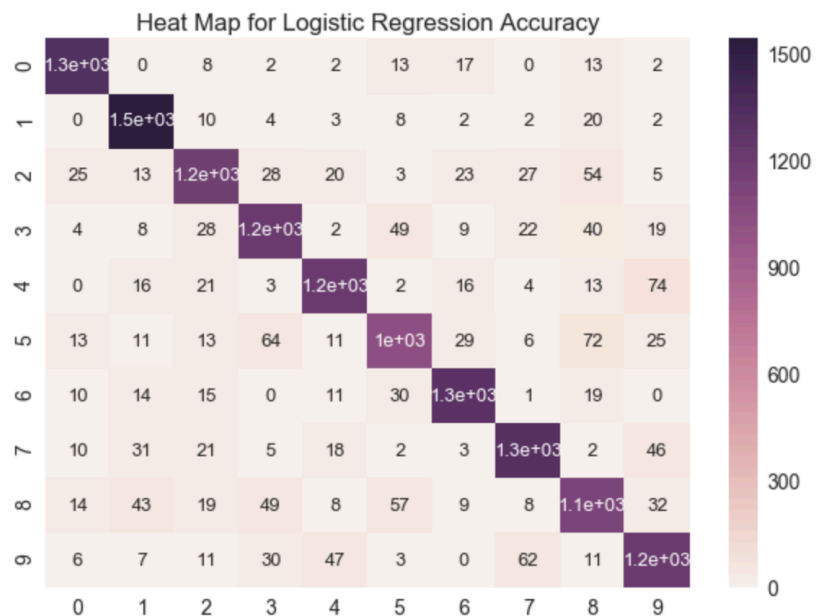 Heat Map for Logistic Regression Accuracy
0 1.3e+03 0 8 2 2 13 17 0 13 2
1 0 1.5e+03 10 4 3 8 2 2 20 2
2 25 13 1.2e+03 28 20 3 23 27 54 5
3 4 8 28 1.2e+03 2 49 9 22 40 19
4 0 16 21 3 1.2e+03 2 16 4 13 74
5 13 11 13 64 11 1e+03 29 6 72 25
6 10 14 15 0 11 30 1.3e+03 1 19 0
7 10 31 21 5 18 2 3 1.3e+03 2 46
8 14 43 19 49 8 57 9 8 1.1e+03 32
9 6 7 11 30 47 3 0 62 11 1.2e+03
0 1 2 3 4 5 6 7 8 9
1500
1200
900
600
300
0